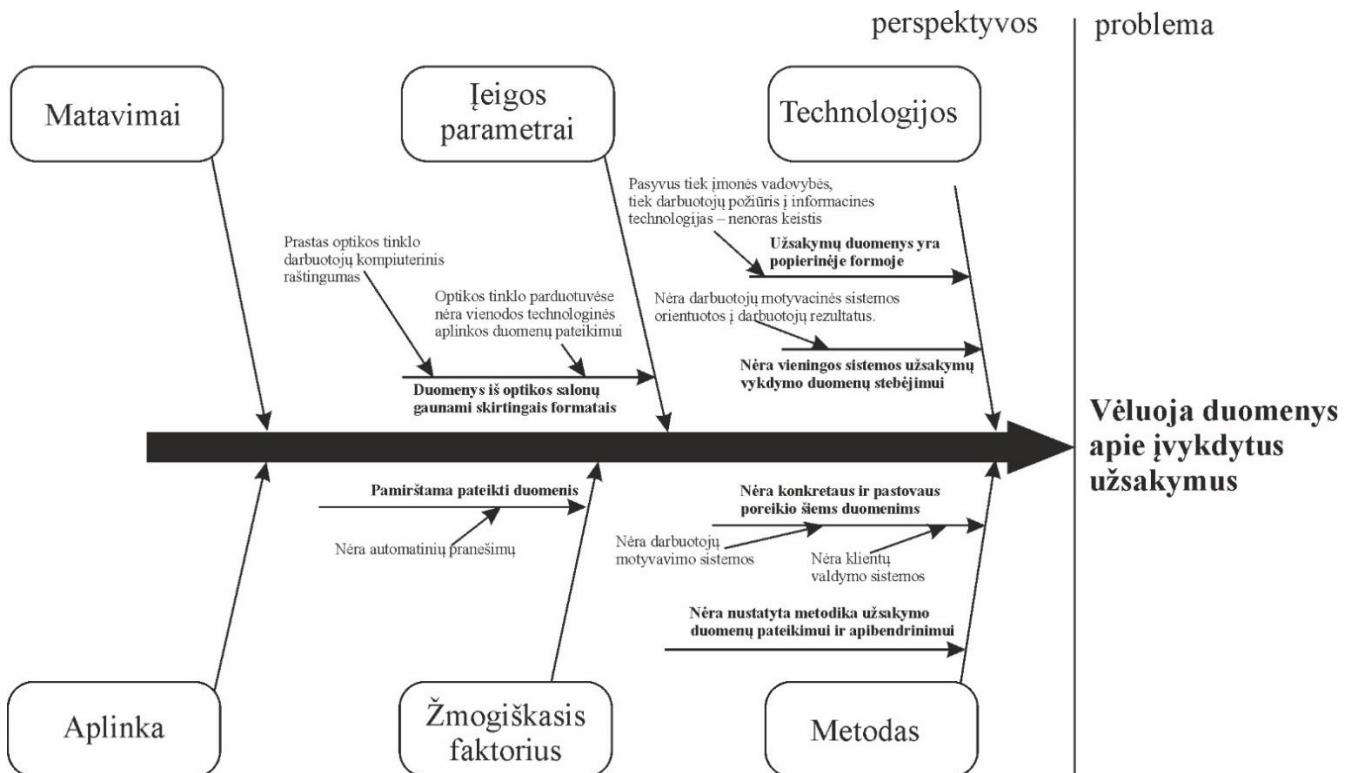 perspektyvos
problema
Matavimai
Įeigos
parametrai
Technologijos
Pasyvus tiek įmonės vadovybės,
tiek darbuotojų požiūris į informacines
technologijas – nenoras keistis
Užsakymų duomenys yra
popierinėje formoje
Prastas optikos tinklo
darbuotojų kompiuterinis
raštingumas
Optikos tinklo parduotuvėse
nėra vienodos technologinės
aplinkos duomenų pateikimui
Nėra darbuotojų motyvacinės sistemos
orientuotos į darbuotojų rezultatus.
Duomenys iš optikos salonų
gaunami skirtingais formatais
Nėra vieningos sistemos užsakymų
vykdymo duomenų stebėjimui
Vėluoja duomenys
apie įvykdytus
užsakymus
Pamirštama pateikti duomenis
Nėra automatinių pranešimų
Nėra konkretaus ir pastovaus
poreikio šiems duomenims
Nėra darbuotojų
motyvavimo sistemos
Nėra klientų
valdymo sistemos
Nėra nustatyta metodika užsakymo
duomenų pateikimui ir apibendrinimui
Aplinka
Žmogiškasis
faktorius
Metodas